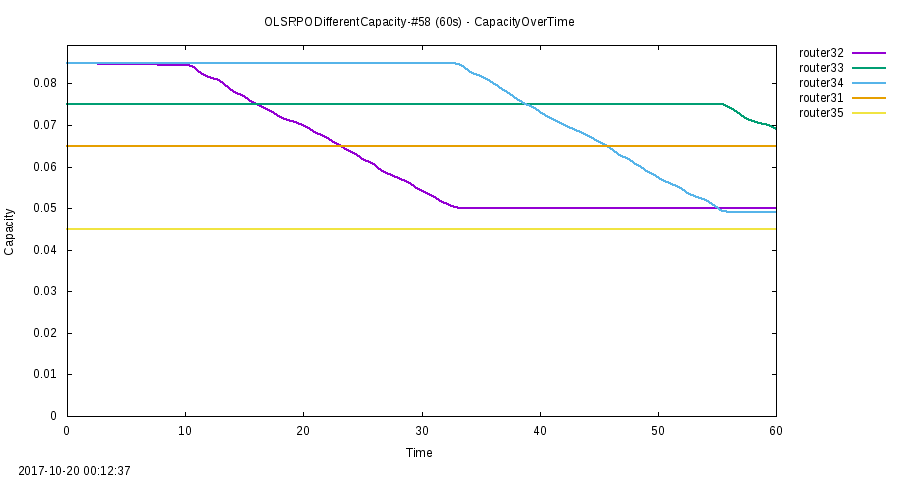 OLSRPODifferentCapacity-#58 (60s) - CapacityOverTime
router32
router33
router34
router31
router35
0.08
0.07
0.06
0.05
0.04
0.03
0.02
0.01
0
Capacity
0 10 20 30 40 50 60
Time
2017-10-20 00:12:37